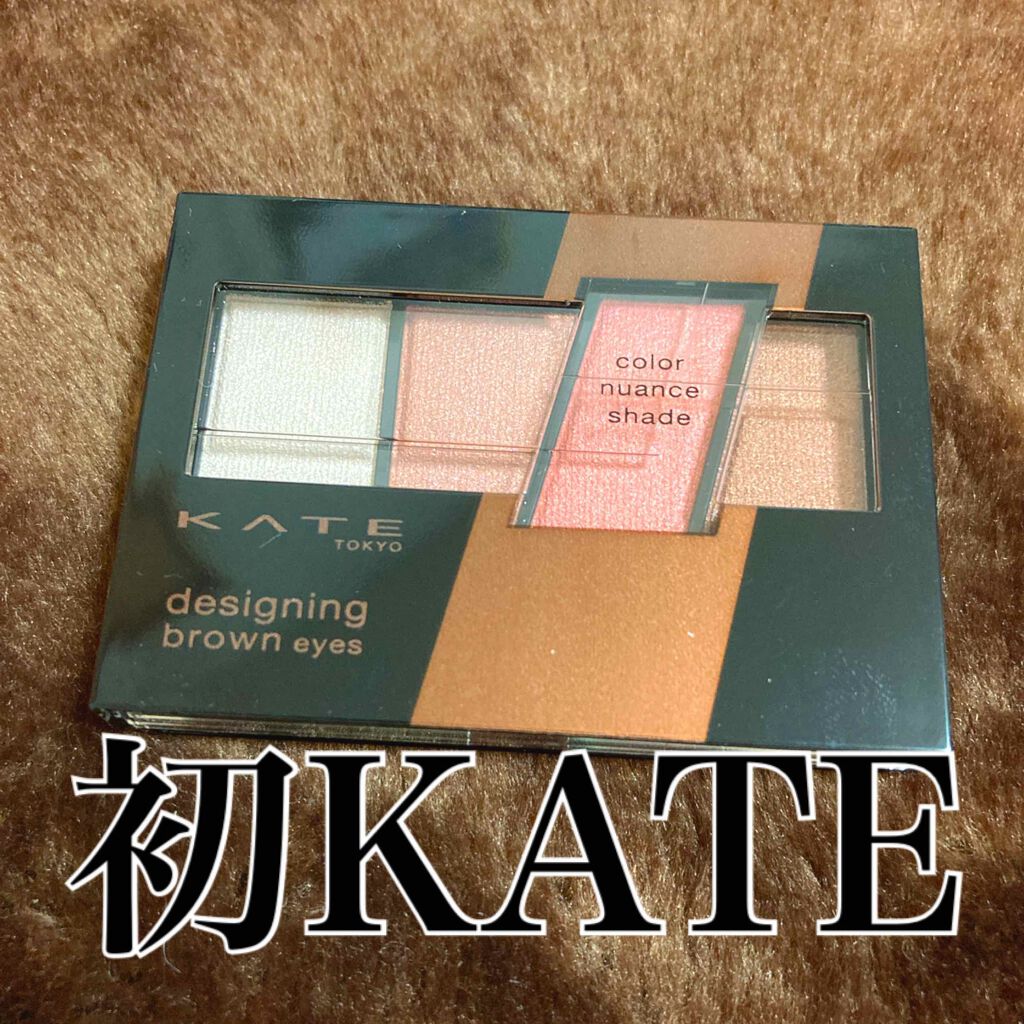 color
nuance
shade
KATE
TOKYO
designing
brown eyes
初KATE